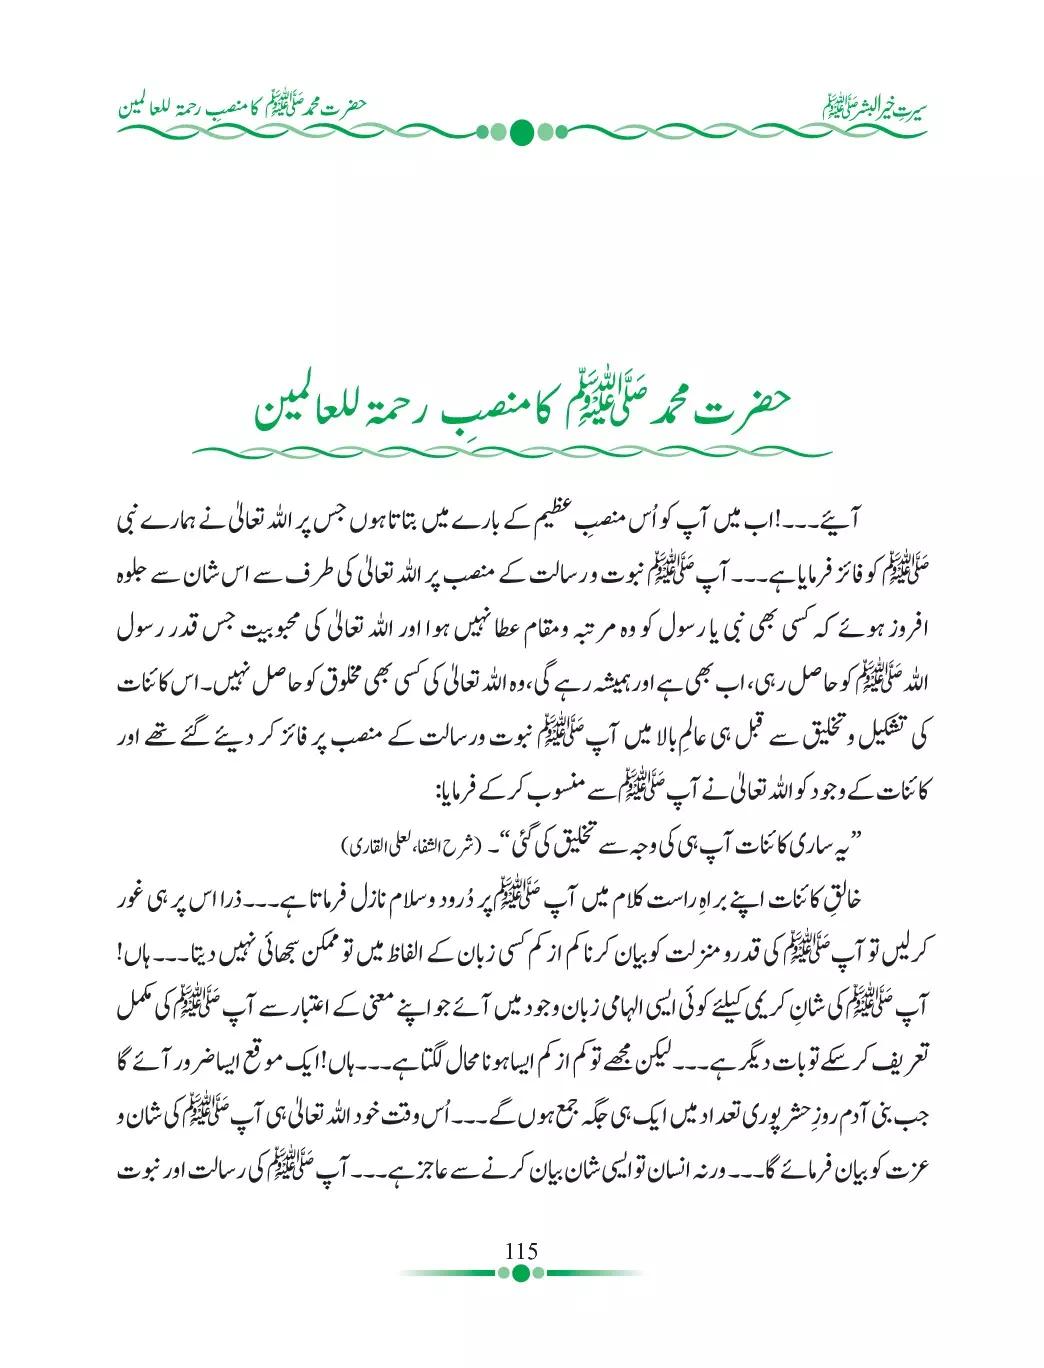 سیرتِ خیرالبشر ﷺ
حضرت محمد ﷺ کا منصبِ رحمۃ للعالمین
حضرت محمد ﷺ کا منصبِ رحمۃ للعالمین
آیئے۔۔۔! اب میں آپ کو اُس منصبِ عظیم کے بارے میں بتاتا ہوں جس پر اللہ تعالیٰ نے ہمارے نبی
ﷺ کو فائز فرمایا ہے۔۔۔ آپ ﷺ نبوت و رسالت کے منصب پر اللہ تعالیٰ کی طرف سے اس شان سے جلوہ
افروز ہوئے کہ کسی بھی نبی یا رسول کو وہ مرتبہ و مقام عطا نہیں ہوا اور اللہ تعالیٰ کی محبوبیت جس قدر رسول
اللہ ﷺ کو حاصل رہی، اب بھی ہے اور ہمیشہ رہے گی، وہ اللہ تعالیٰ کی کسی بھی مخلوق کو حاصل نہیں۔ اس کائنات
کی تشکیل و تخلیق سے قبل ہی عالمِ بالا میں آپ ﷺ نبوت ورسالت کے منصب پر فائز کر دیئے گئے تھے اور
کائنات کے وجود کو اللہ تعالیٰ نے آپ ﷺ سے منسوب کر کے فرمایا:
”یہ ساری کائنات آپ ہی کی وجہ سے تخلیق کی گئی“۔ (شرح الشفا، لعلی القاری)
خالقِ کائنات اپنے براہِ راست کلام میں آپ ﷺ پر دُرود وسلام نازل فرماتا ہے۔۔۔ ذرا اس پر ہی غور
کر لیں تو آپ ﷺ کی قدرو منزلت کو بیان کرنا کم از کم کسی زبان کے الفاظ میں تو ممکن سجھائی نہیں دیتا۔۔۔ ہاں!
آپ ﷺ کی شانِ کریمی کیلئے کوئی ایسی الہامی زبان وجود میں آئے جو اپنے معنی کے اعتبار سے آپ ﷺ کی مکمل
تعریف کر سکے تو بات دیگر ہے۔۔۔ لیکن مجھے تو کم از کم ایسا ہونا محال لگتا ہے۔۔۔ ہاں! ایک موقع ایسا ضرور آئے گا
جب بنی آدم روزِ حشر پوری تعداد میں ایک ہی جگہ جمع ہوں گے۔۔۔ اُس وقت خود اللہ تعالیٰ ہی آپ ﷺ کی شان و
عزت کو بیان فرمائے گا۔۔۔ ورنہ انسان تو ایسی شان بیان کرنے سے عاجز ہے۔۔۔ آپ ﷺ کی رسالت اور نبوت
115